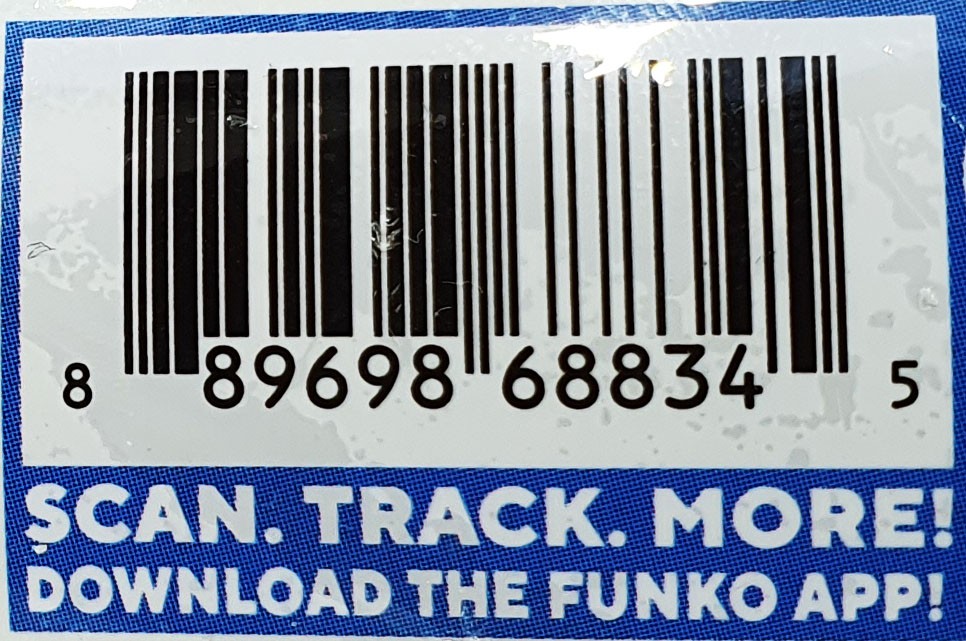 8 89698 68834 5
SCAN. TRACK. MORE!
DOWNLOAD THE FUNKO APP!